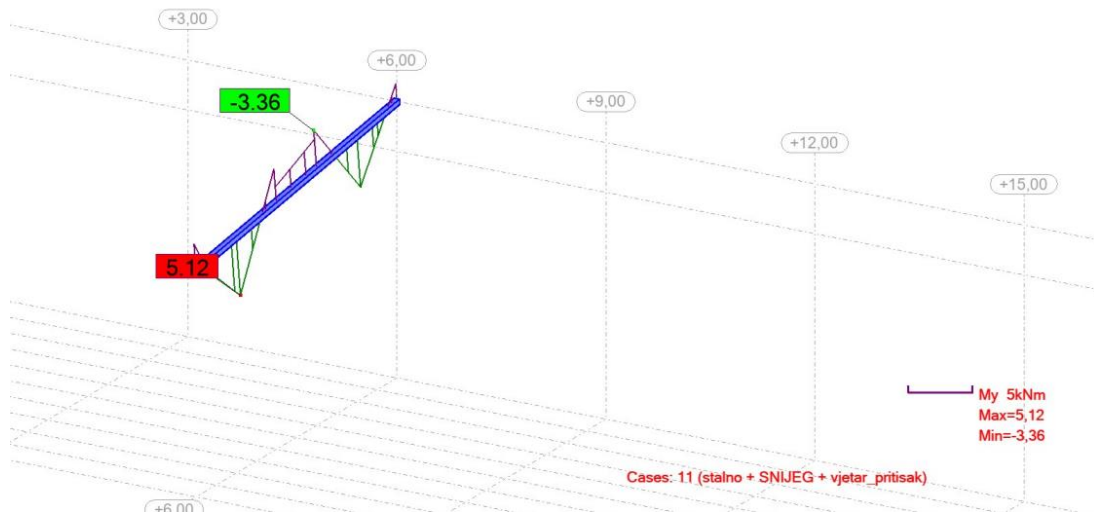 +3,00
+6,00
-3.36
+9,00
+12,00
+15,00
5.12
My 5kNm
Max=5,12
Min=-3,36
Cases: 11 (stalno + SNIJEG + vjetar_pritisak)
+6,00